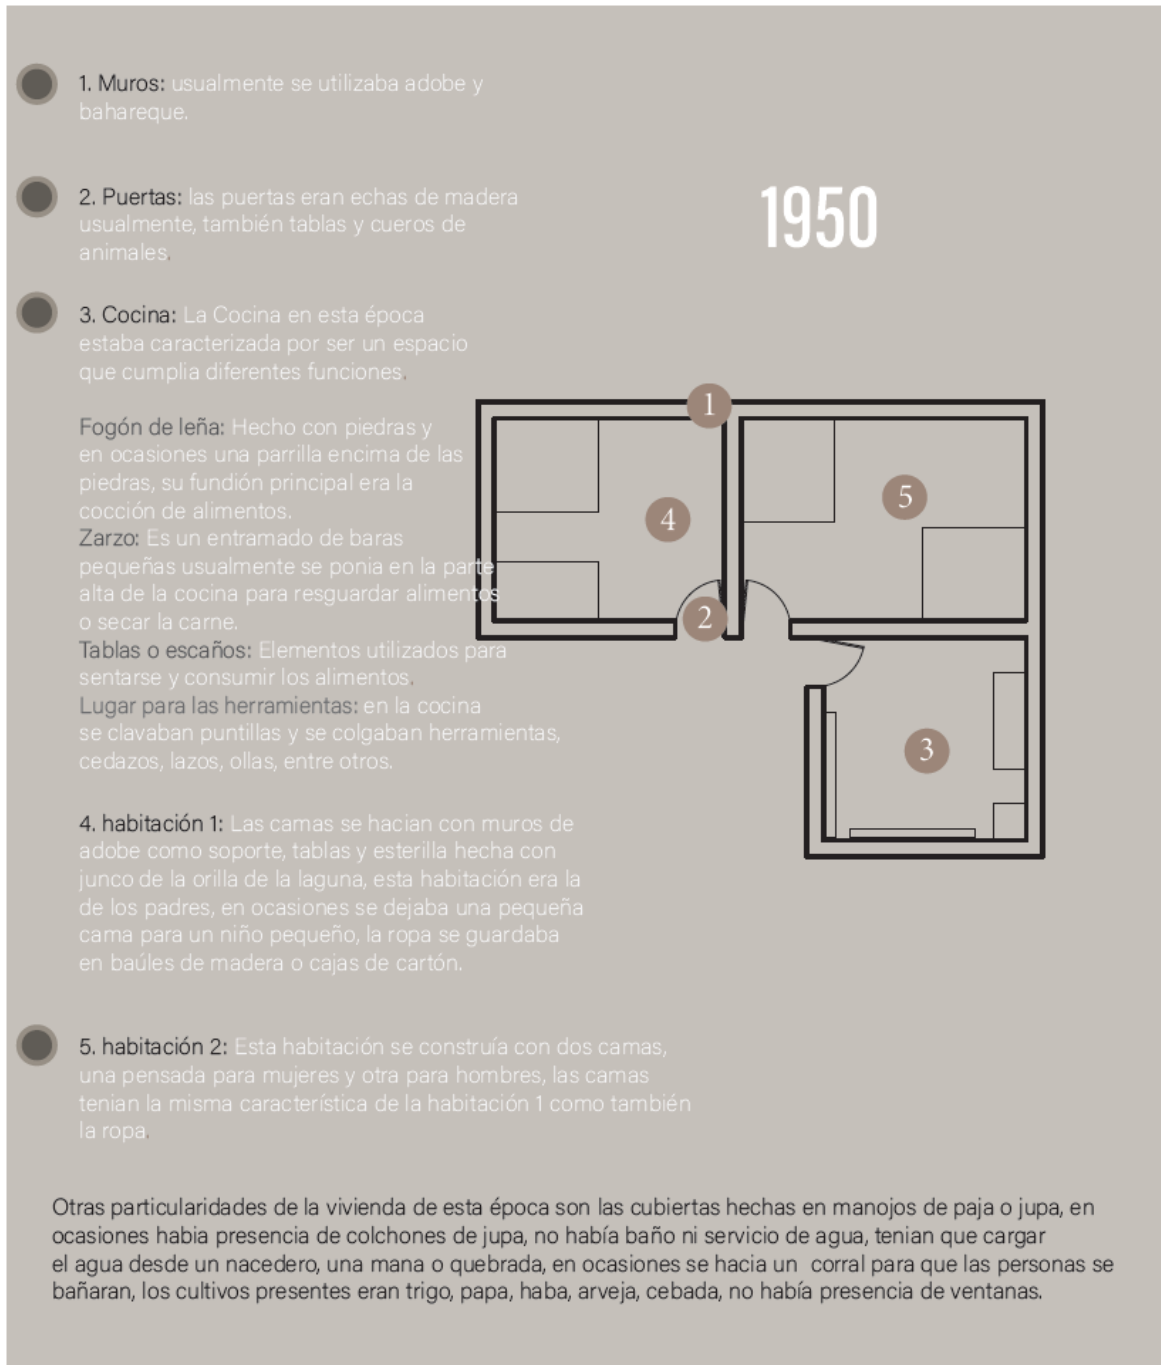 1. Muros: usualmente se utilizaba adobe y
bahareque.
2. Puertas: las puertas eran echas de madera
usualmente, también tablas y cueros de
animales.
1950
3. Cocina: La Cocina en esta época
estaba caracterizada por ser un espacio
que cumplia diferentes funciones.
Fogón de leña: Hecho con piedras y
en ocasiones una parrilla encima de las
piedras, su fundión principal era la
cocción de alimentos.
Zarzo: Es un entramado de baras
pequeñas usualmente se ponia en la parte
alta de la cocina para resguardar alimentos
o secar la carne.
Tablas o escaños: Elementos utilizados para
sentarse y consumir los alimentos.
Lugar para las herramientas: en la cocina
se clavaban puntillas y se colgaban herramientas,
cedazos, lazos, ollas, entre otros.
4. habitación 1: Las camas se hacian con muros de
adobe como soporte, tablas y esterilla hecha con
junco de la orilla de la laguna, esta habitación era la
de los padres, en ocasiones se dejaba una pequeña
cama para un niño pequeño, la ropa se guardaba
en baúles de madera o cajas de cartón.
5. habitación 2: Esta habitación se construía con dos camas,
una pensada para mujeres y otra para hombres, las camas
tenian la misma característica de la habitación 1 como también
la ropa.
1
5
4
2
3
Otras particularidades de la vivienda de esta época son las cubiertas hechas en manojos de paja o jupa, en
ocasiones habia presencia de colchones de jupa, no había baño ni servicio de agua, tenian que cargar
el agua desde un nacedero, una mana o quebrada, en ocasiones se hacia un corral para que las personas se
bañaran, los cultivos presentes eran trigo, papa, haba, arveja, cebada, no había presencia de ventanas.